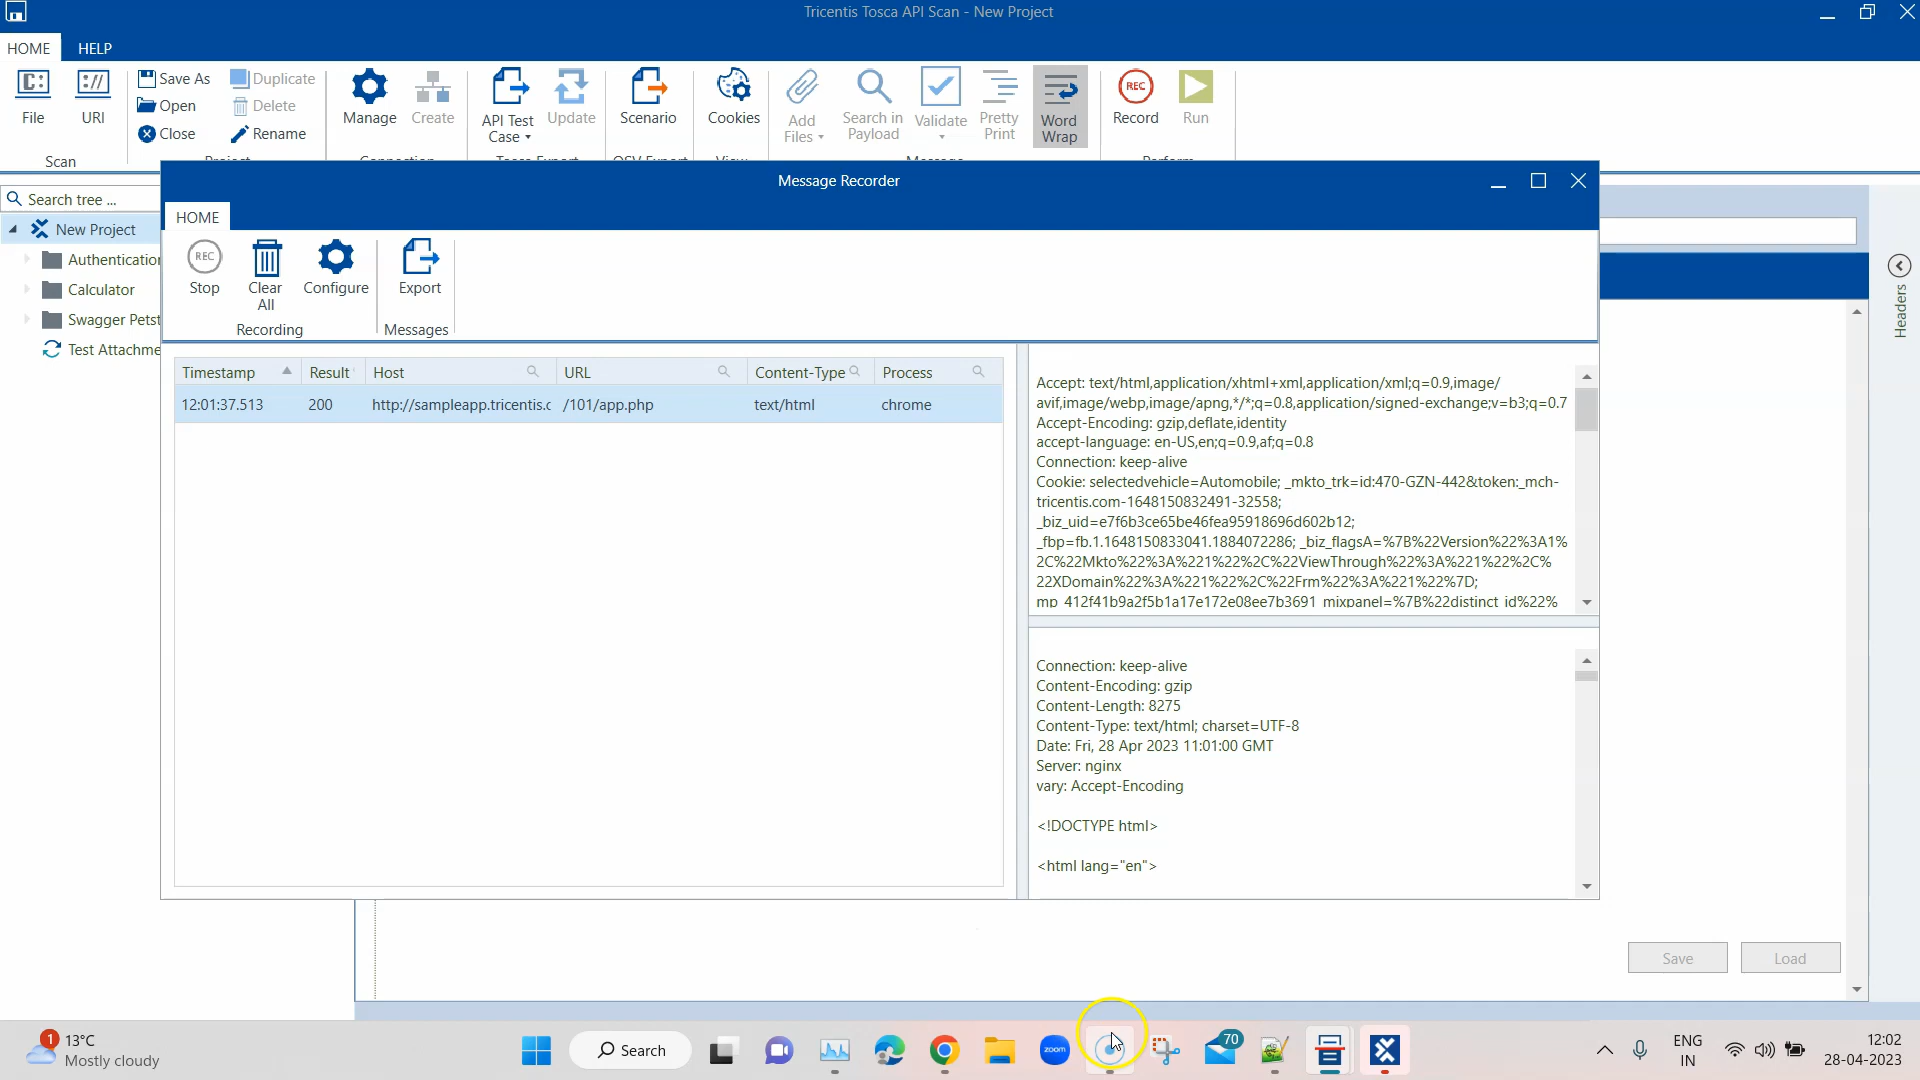 Tricentis Tosca API Scan - New Project
HOME
HELP
C:
://
Save As
Duplicate
Open
Delete
Close
Rename
File
URI
Manage
Create
API Test
Case
Update
Scenario
Cookies
Add
Files
Search in
Payload
Validate
Pretty
Print
Word
Wrap
REC
Record
Run
Scan
Search tree ...
New Project
Authentication
Calculator
Swagger Petst
Test Attachme
Message Recorder
HOME
REC
Stop
Clear
All
Configure
Export
Recording
Messages
Timestamp
Result
Host
URL
Content-Type
Process
12:01:37.513
200
http://sampleapp.tricentis.c
/101/app.php
text/html
chrome
Accept: text/html,application/xhtml+xml,application/xml;q=0.9,image/
avif,image/webp,image/apng,*/*;q=0.8,application/signed-exchange;v=b3;q=0.7
Accept-Encoding: gzip,deflate,identity
accept-language: en-US,en;q=0.9,af;q=0.8
Connection: keep-alive
Cookie: selectedvehicle=Automobile; _mkto_trk=id:470-GZN-442&token:_mch-
tricentis.com-1648150832491-32558;
_biz_uid=e7f6b3ce65be46fea95918696d602b12;
_fbp=fb.1.1648150833041.1884072286; _biz_flagsA=%7B%22Version%22%3A1%
2C%22Mkto%22%3A%221%22%2C%22ViewThrough%22%3A%221%22%2C%
22XDomain%22%3A%221%22%2C%22Frm%22%3A%221%22%7D;
mp_412f41b9a2f5b1a17e172e08ee7b3691_mixpanel=%7B%22distinct_id%22%
Connection: keep-alive
Content-Encoding: gzip
Content-Length: 8275
Content-Type: text/html; charset=UTF-8
Date: Fri, 28 Apr 2023 11:01:00 GMT
Server: nginx
vary: Accept-Encoding
<!DOCTYPE html>
<html lang="en">
Headers
Save
Load
1
13°C
Mostly cloudy
Search
zoom
70
ENG
IN
12:02
28-04-2023